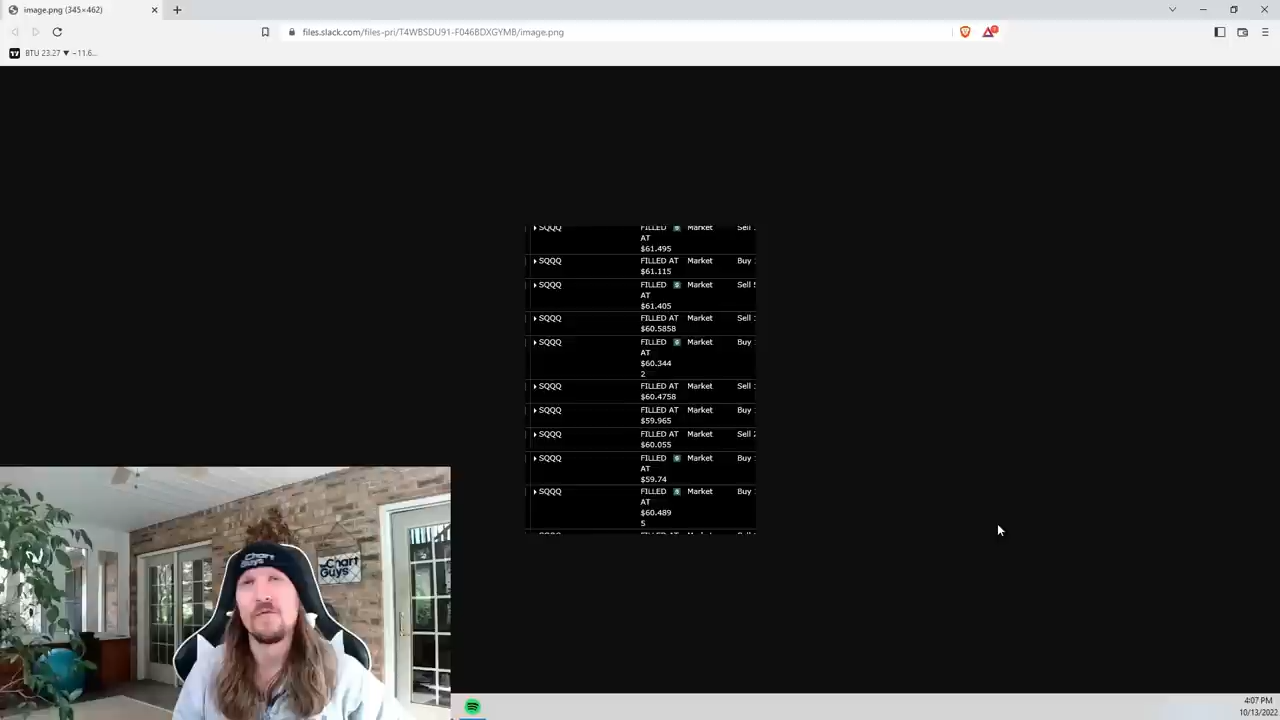 image.png (345×462)
files.slack.com/files-pri/T4WBSDU91-F046BDXGYMB/image.png
BTU 23.27 ▼ −11.6...
SQQQ FILLED AT $61.495 Market Sell
SQQQ FILLED AT $61.115 Market Buy
SQQQ FILLED AT $61.405 Market Sell
SQQQ FILLED AT $60.5858 Market Sell
SQQQ FILLED AT $60.3442 Market Buy
SQQQ FILLED AT $60.4758 Market Sell
SQQQ FILLED AT $59.965 Market Buy
SQQQ FILLED AT $60.055 Market Sell
SQQQ FILLED AT $59.74 Market Buy
SQQQ FILLED AT $60.4895 Market Buy
Chart Guys
Chart Guys
4:07 PM
10/13/2022